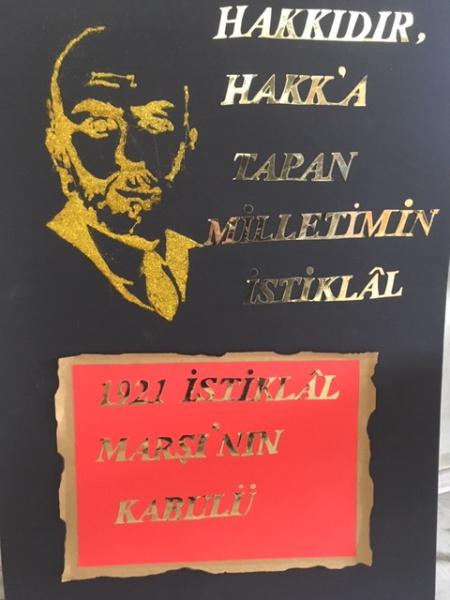 HAKKIDIR,
HAKK'A
TAPAN
MİLLETİMİN
İSTİKLÂL
1921 İSTİKLÂL
MARŞI'NIN
KABULÜ